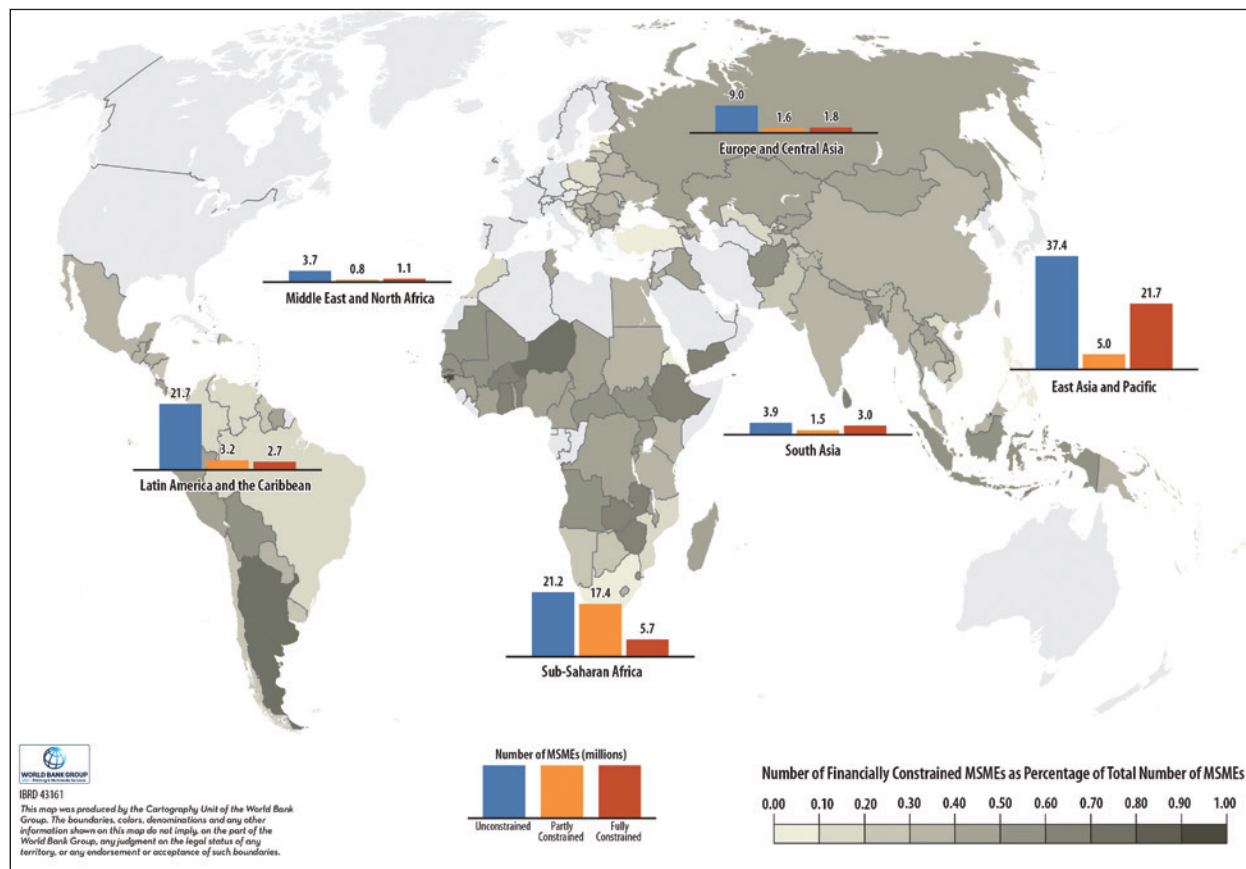 9.0
1.6
1.8
Europe and Central Asia
3.7
0.8
1.1
Middle East and North Africa
37.4
5.0
21.7
East Asia and Pacific
21.7
3.2
2.7
Latin America and the Caribbean
3.9
1.5
3.0
South Asia
21.2
17.4
5.7
Sub-Saharan Africa
WORLD BANK GROUP
IBRD 43161
This map was produced by the Cartography Unit of the World Bank
Group. The boundaries, colors, denominations and any other
information shown on this map do not imply, on the part of the
World Bank Group, any judgment on the legal status of any
territory, or any endorsement or acceptance of such boundaries.
Number of MSMEs (millions)
Unconstrained
Partly
Constrained
Fully
Constrained
Number of Financially Constrained MSMEs as Percentage of Total Number of MSMEs
0.00 0.10 0.20 0.30 0.40 0.50 0.60 0.70 0.80 0.90 1.00